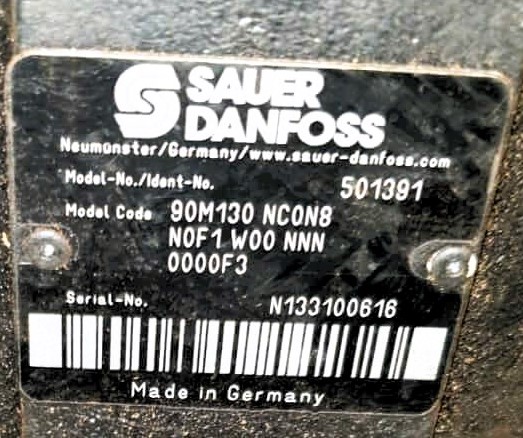 SAUER
DANFOSS
Neumünster/Germany/www.sauer-danfoss.com
Model-No./Ident-No. 501391
Model Code 90M130 NC0N8
N0F1 W00 NNN
0000F3
Serial-No. N133100616
Made in Germany